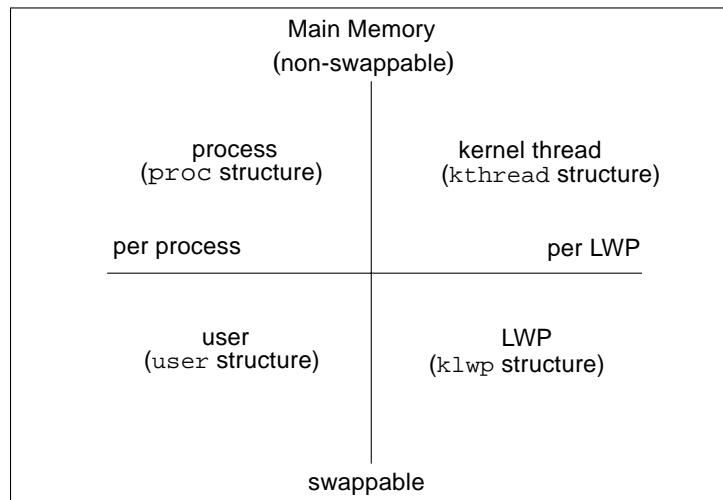 Main Memory
(non-swappable)
process
(proc structure)
kernel thread
(kthread structure)
per process
per LWP
user
(user structure)
LWP
(klwp structure)
swappable